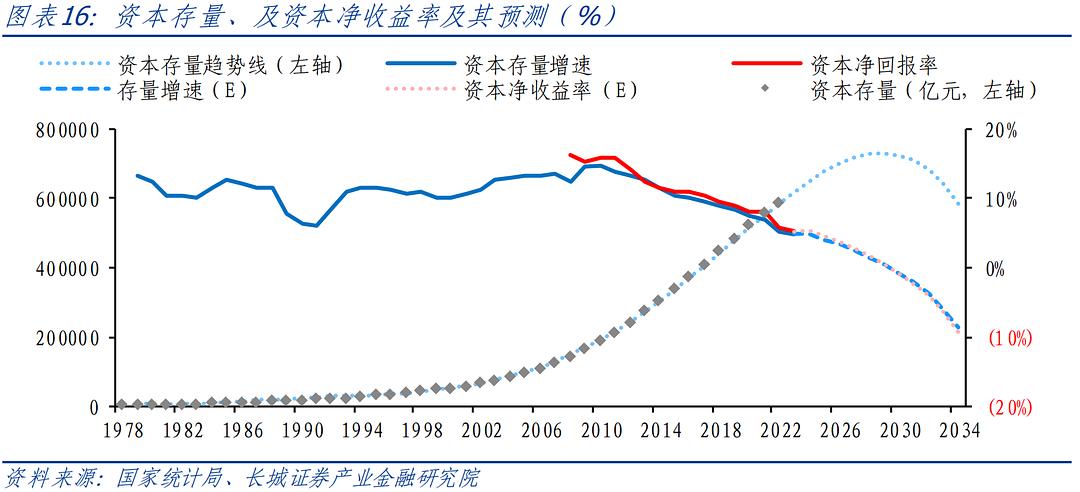 图表16: 资本存量、及资本净收益率及其预测（%）
资本存量趋势线（左轴） 资本存量增速 资本净回报率
存量增速（E） 资本净收益率（E） 资本存量（亿元，左轴）
800000 20%
600000 10%
400000 0%
200000 (10%)
0 (20%)
1978 1982 1986 1990 1994 1998 2002 2006 2010 2014 2018 2022 2026 2030 2034
资料来源：国家统计局、长城证券产业金融研究院